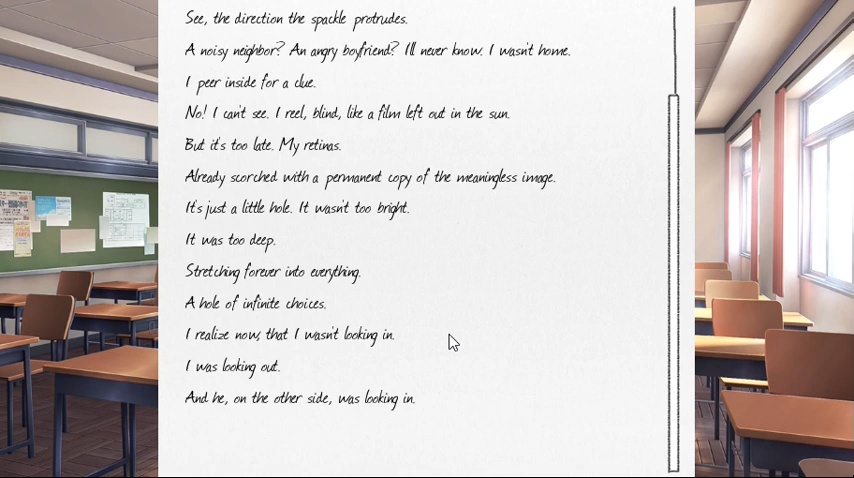 See, the direction the spackle protrudes.
A noisy neighbor? An angry boyfriend? I'll never know. I wasn't home.
I peer inside for a clue.
No! I can't see. I reel, blind, like a film left out in the sun.
But it's too late. My retinas.
Already scorched with a permanent copy of the meaningless image.
It's just a little hole. It wasn't too bright.
It was too deep.
Stretching forever into everything.
A hole of infinite choices.
I realize now, that I wasn't looking in.
I was looking out.
And he, on the other side, was looking in.